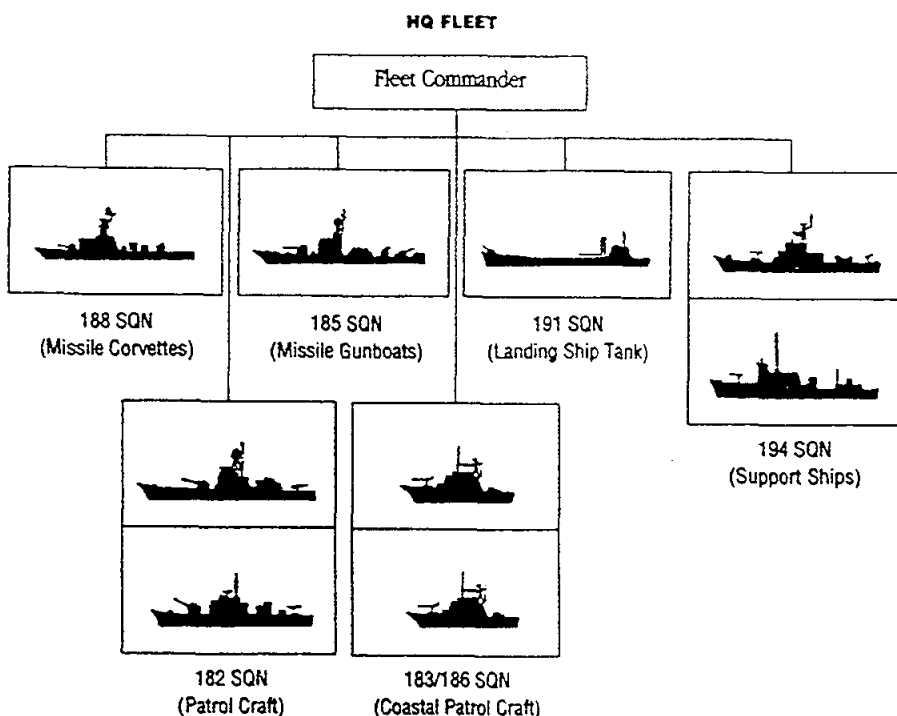 HQ FLEET
Fleet Commander
188 SQN
(Missile Corvettes)
185 SQN
(Missile Gunboats)
191 SQN
(Landing Ship Tank)
194 SQN
(Support Ships)
182 SQN
(Patrol Craft)
183/186 SQN
(Coastal Patrol Craft)